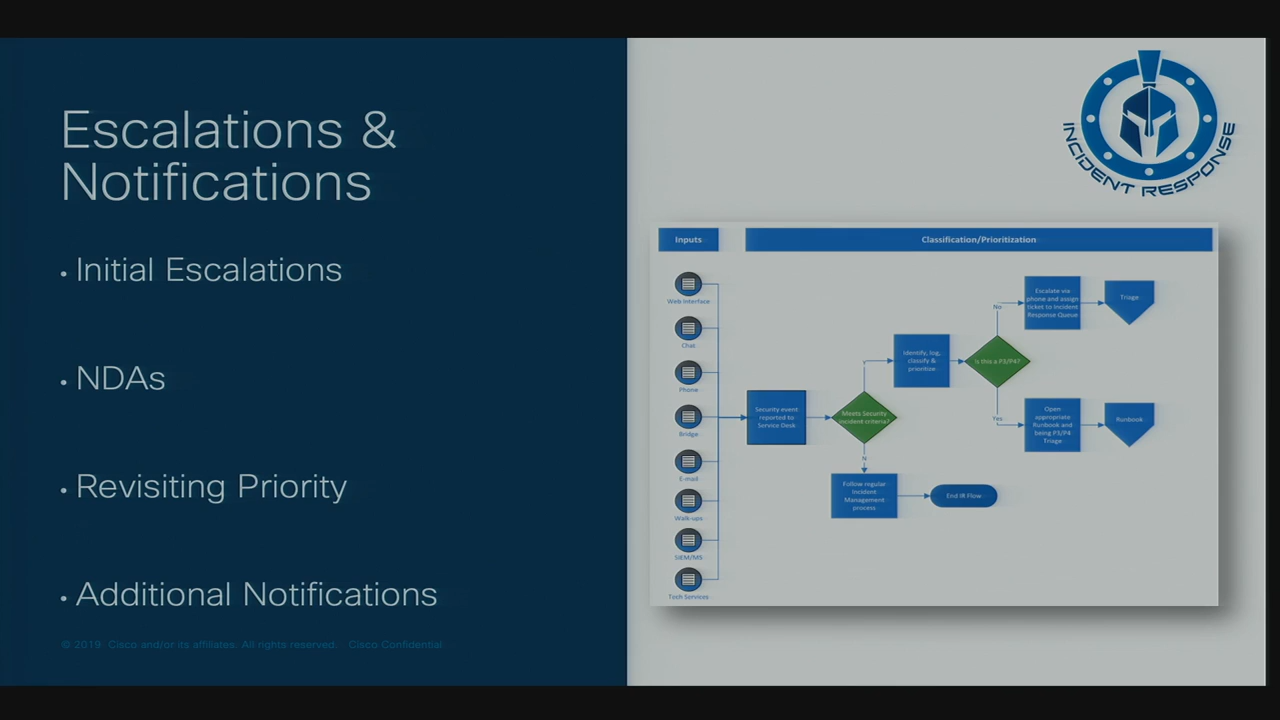 Escalations &
Notifications
• Initial Escalations
• NDAs
• Revisiting Priority
• Additional Notifications
© 2019 Cisco and/or its affiliates. All rights reserved. Cisco Confidential
INCIDENT RESPONSE
Inputs
Classification/Prioritization
Web Interface
Chat
Phone
Bridge
E-mail
Walk-ups
SIEM/MS
Tech Services
Security event
reported to
Service Desk
Meets Security
incident criteria?
N
Follow regular
Incident
Management
process
End IR Flow
Identify, log,
classify &
prioritize
Is this a P3/P4?
No
Escalate via
phone and assign
ticket to Incident
Response Queue
Triage
Yes
Open
appropriate
Runbook and
being P3/P4
Triage
Runbook